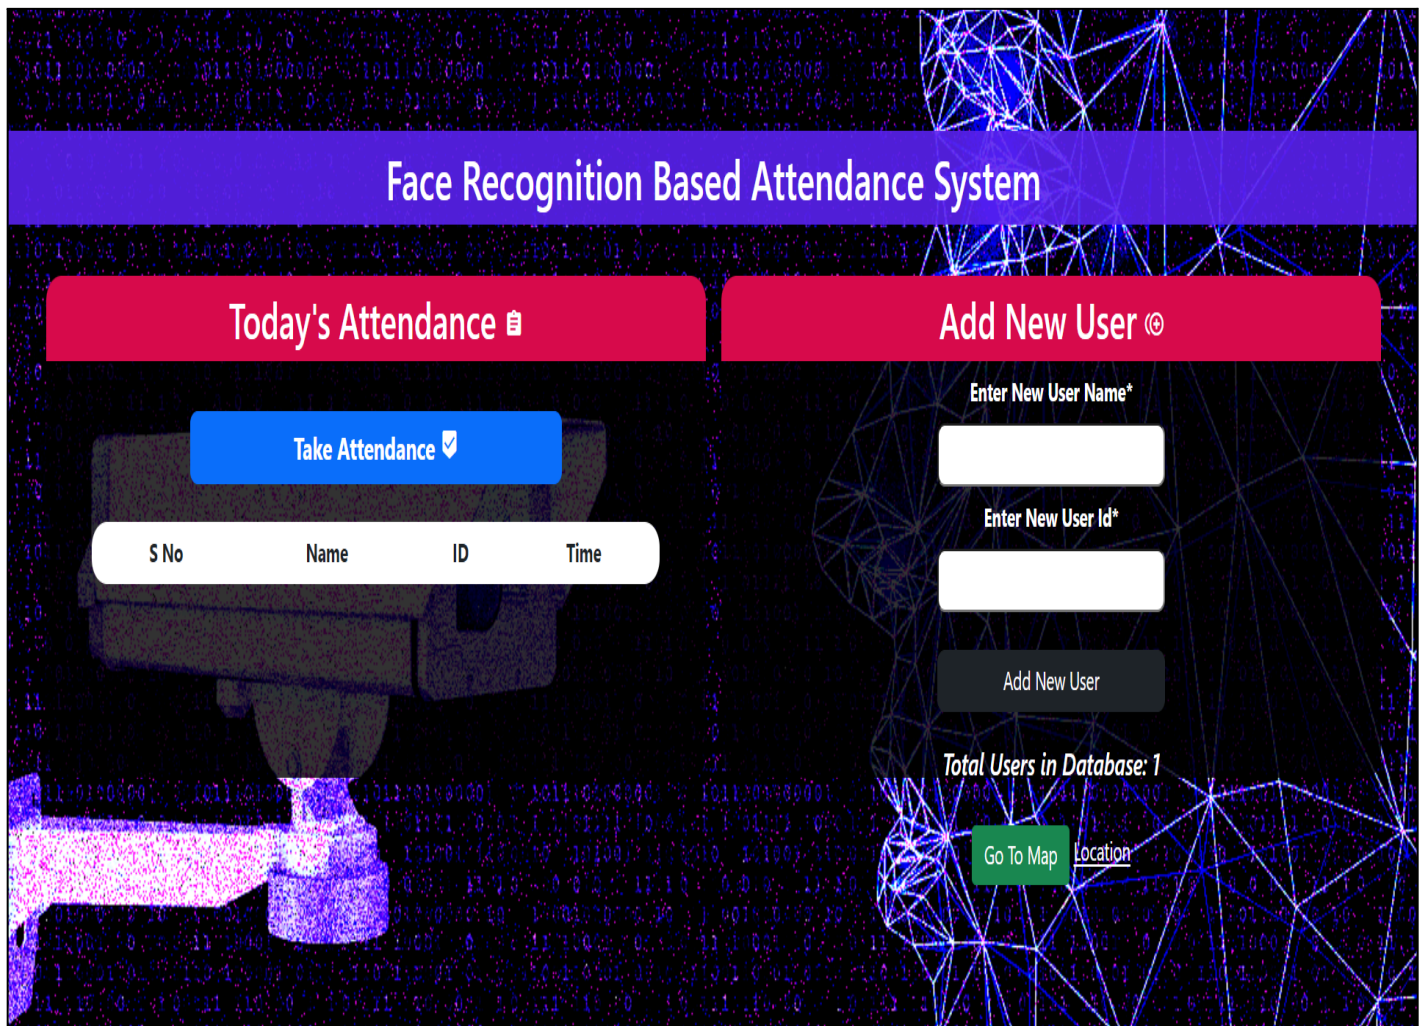 Face Recognition Based Attendance System
Today's Attendance
Take Attendance
S No Name ID Time
Add New User
Enter New User Name*
Enter New User Id*
Add New User
Total Users in Database: 1
Go To Map Location